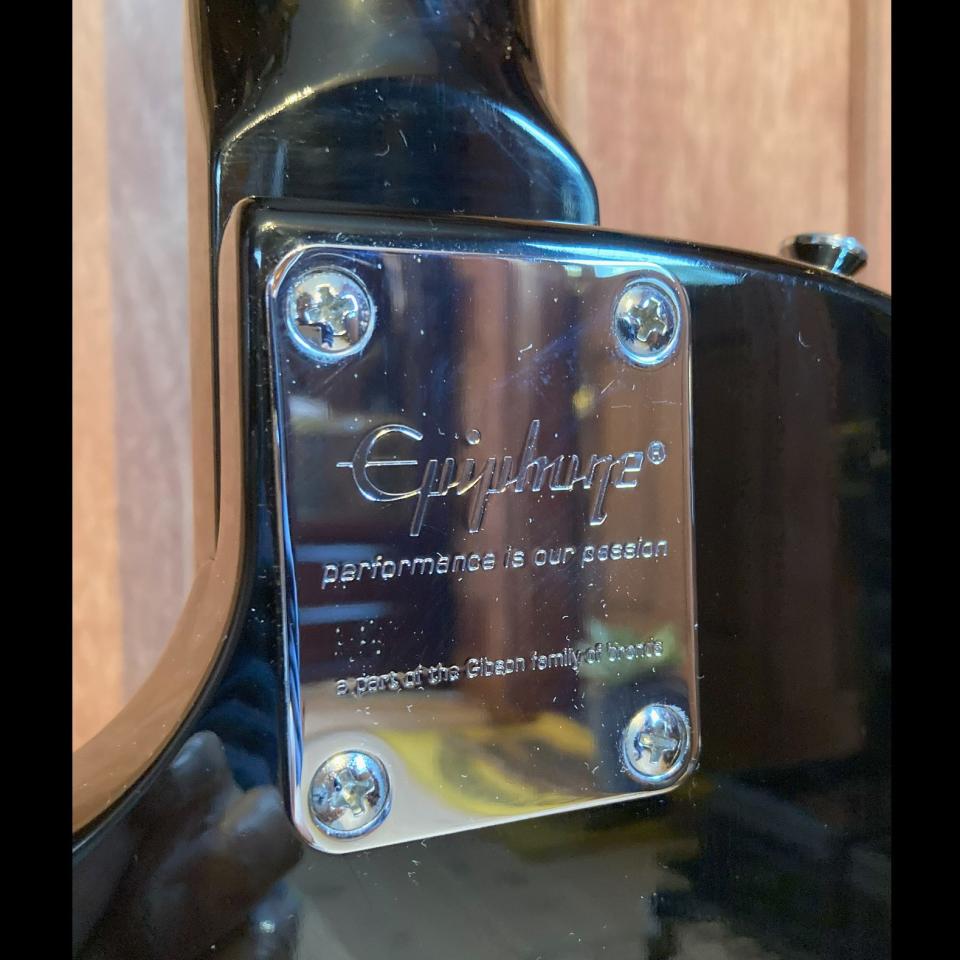 Epiphone®
performance is our passion
a part of the Gibson family of brands